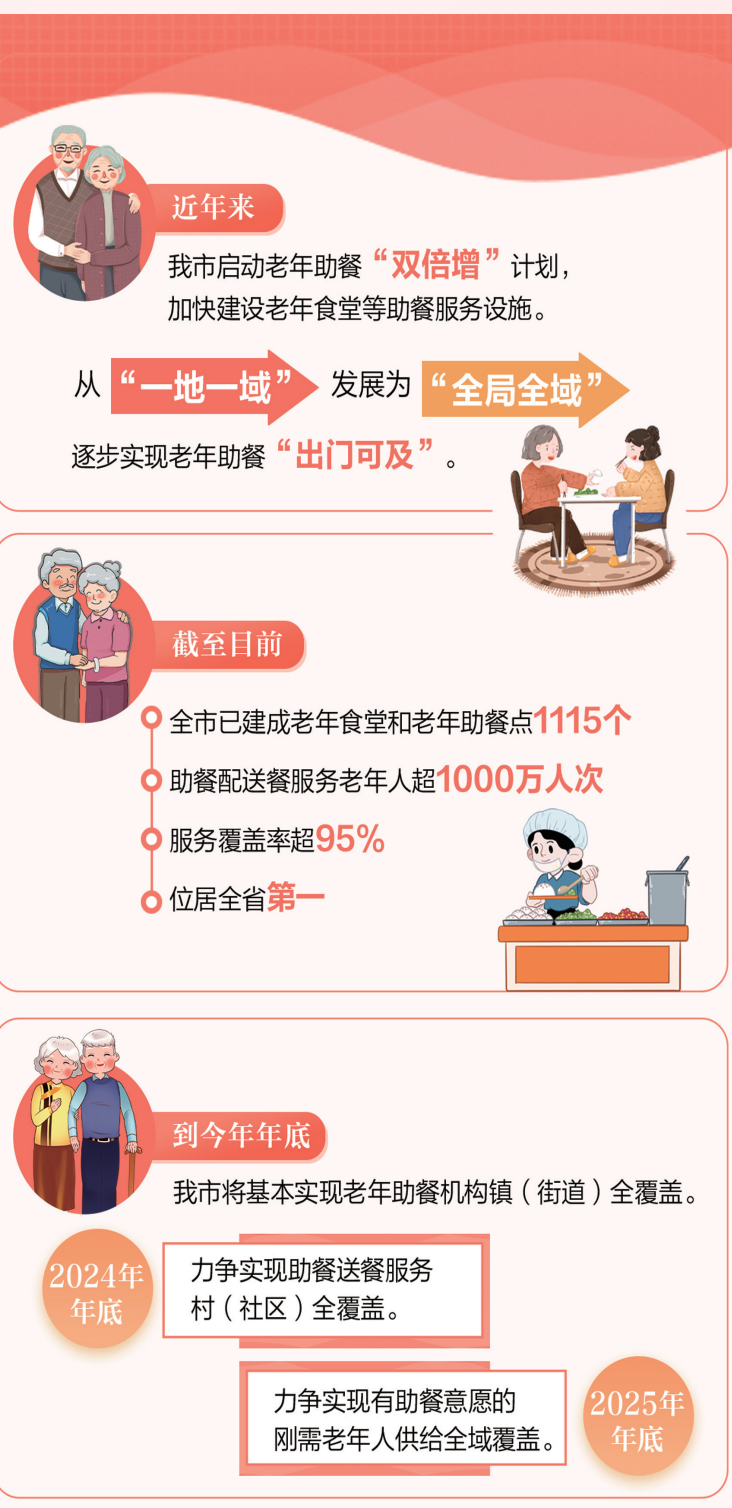 近年来
我市启动老年助餐“双倍增”计划，
加快建设老年食堂等助餐服务设施。
从“一地一域”发展为“全局全域”
逐步实现老年助餐“出门可及”。
截至目前
全市已建成老年食堂和老年助餐点1115个
助餐配送餐服务老年人超1000万人次
服务覆盖率超95%
位居全省第一
到今年年底
我市将基本实现老年助餐机构镇（街道）全覆盖。
2024年
年底
力争实现助餐送餐服务
村（社区）全覆盖。
力争实现有助餐意愿的
刚需老年人供给全域覆盖。
2025年
年底